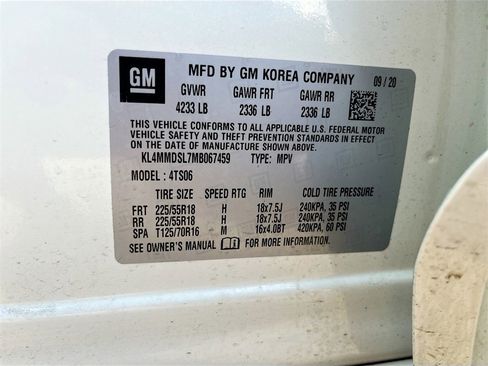 GM MFD BY GM KOREA COMPANY 09 / 20
GVWR GAWR FRT GAWR RR
4233 LB 2336 LB 2336 LB
THIS VEHICLE CONFORMS TO ALL APPLICABLE U.S. FEDERAL MOTOR
VEHICLE SAFETY AND THEFT PREVENTION STANDARDS IN EFFECT
ON THE DATE OF MANUFACTURE SHOWN ABOVE.
KL4MMDSL7MB067459 TYPE: MPV
MODEL : 4TS06
TIRE SIZE SPEED RTG RIM COLD TIRE PRESSURE
FRT 225/55R18 H 18x7.5J 240KPA, 35 PSI
RR 225/55R18 H 18x7.5J 240KPA, 35 PSI
SPA T125/70R16 M 16x4.0BT 420KPA, 60 PSI
SEE OWNER'S MANUAL FOR MORE INFORMATION